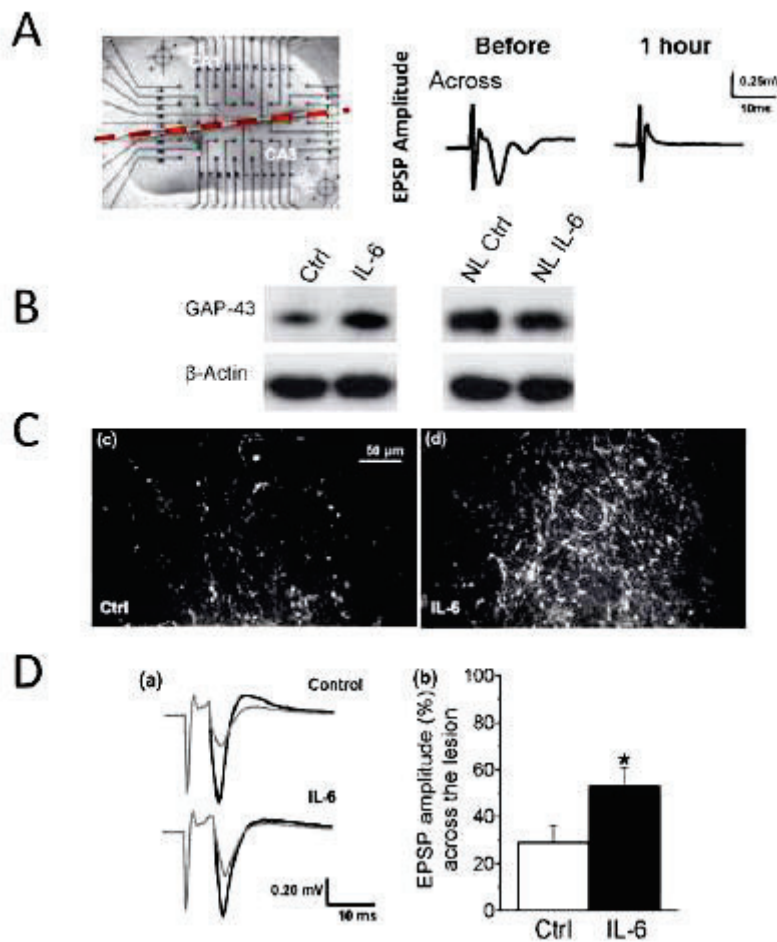 A
Before
1 hour
Across
EPSP Amplitude
0.25mV
10ms
CA3
B
Ctrl
IL-6
NL Ctrl
NL IL-6
GAP-43
β-Actin
C
(c)
50 µm
Ctrl
(d)
IL-6
D
(a)
Control
IL-6
0.20 mV
10 ms
(b)
EPSP amplitude (%)
across the lesion
100
80
60
40
20
0
*
Ctrl
IL-6